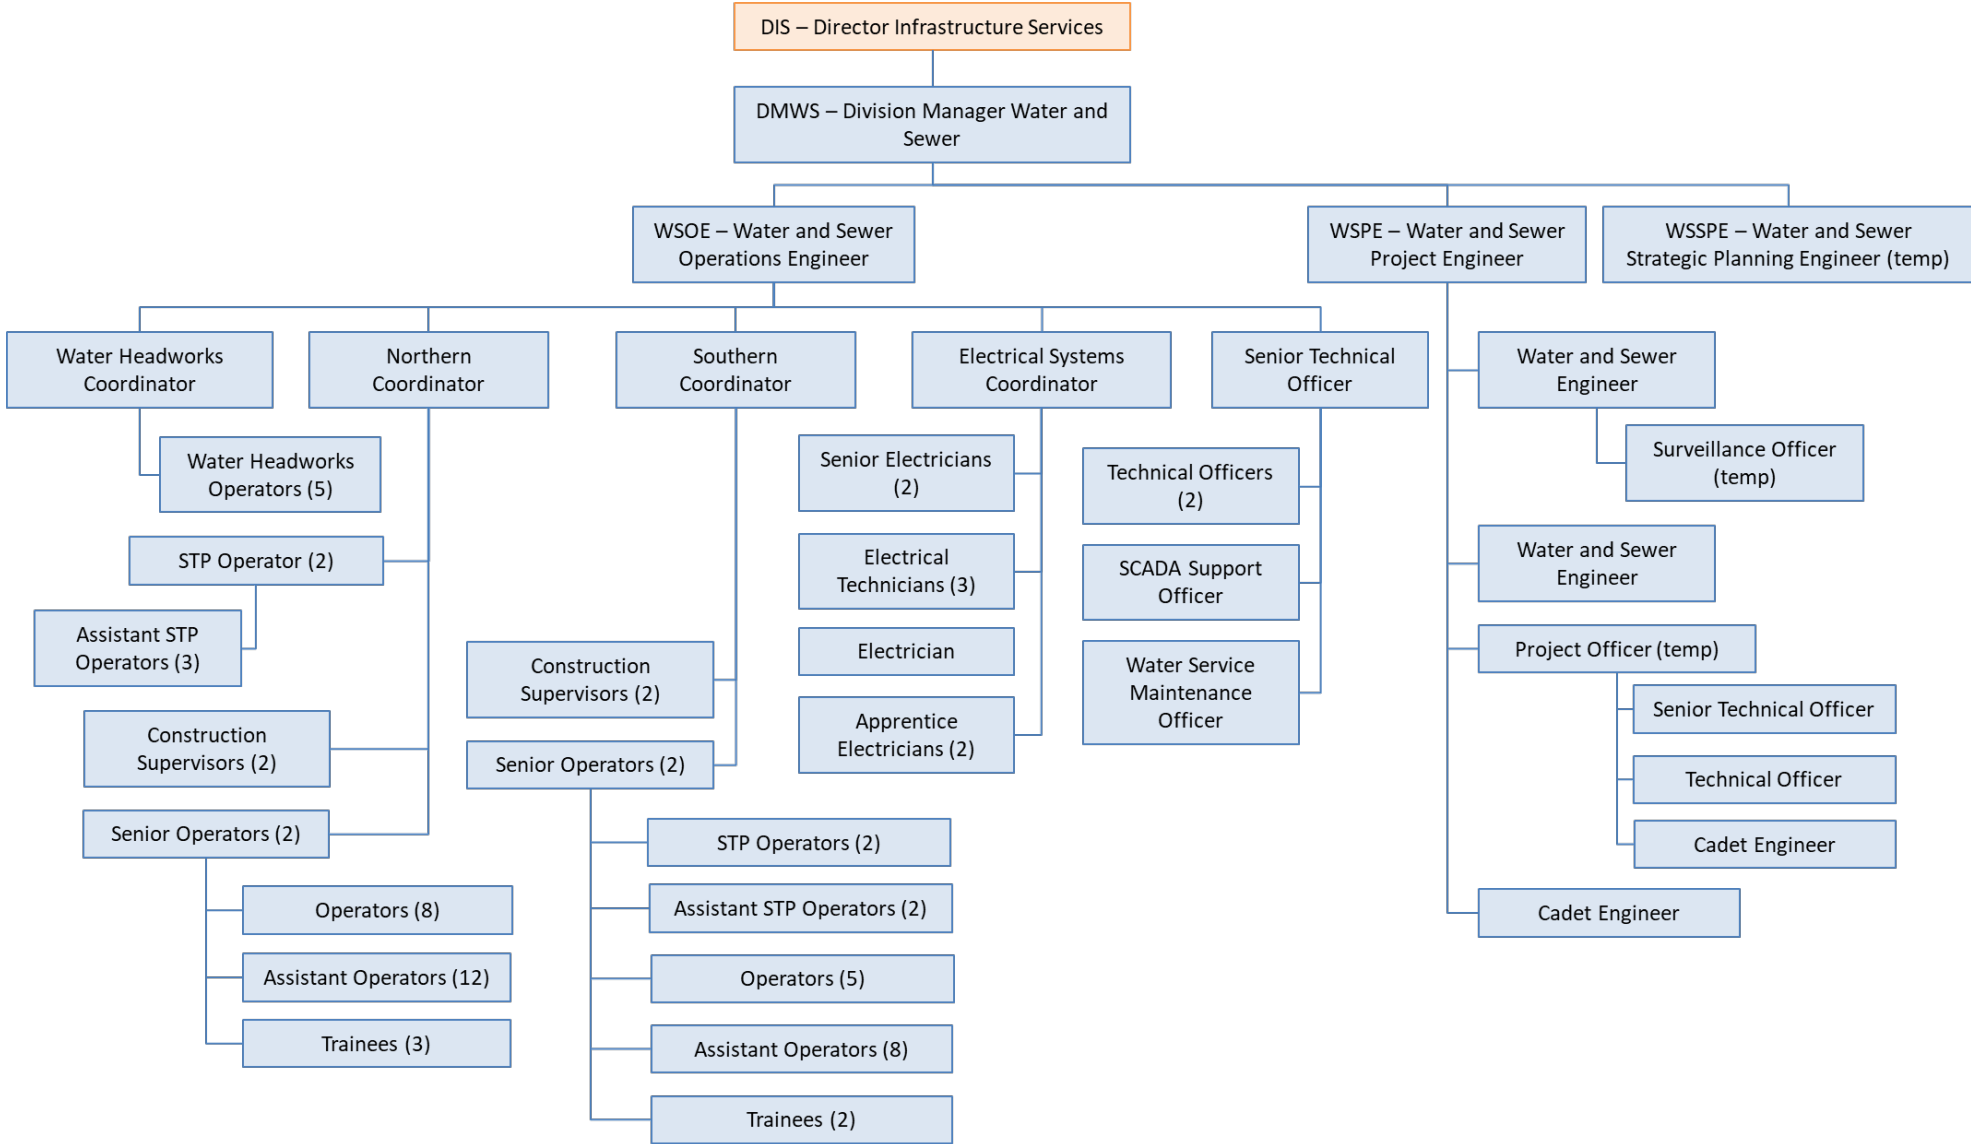 DIS – Director Infrastructure Services
DMWS – Division Manager Water and
Sewer
WSOE – Water and Sewer
Operations Engineer
WSPE – Water and Sewer
Project Engineer
WSSPE – Water and Sewer
Strategic Planning Engineer (temp)
Water Headworks
Coordinator
Northern
Coordinator
Southern
Coordinator
Electrical Systems
Coordinator
Senior Technical
Officer
Water and Sewer
Engineer
Water Headworks
Operators (5)
STP Operator (2)
Assistant STP
Operators (3)
Construction
Supervisors (2)
Senior Operators (2)
Operators (8)
Assistant Operators (12)
Trainees (3)
Construction
Supervisors (2)
Senior Operators (2)
STP Operators (2)
Assistant STP Operators (2)
Operators (5)
Assistant Operators (8)
Trainees (2)
Senior Electricians
(2)
Electrical
Technicians (3)
Electrician
Apprentice
Electricians (2)
Technical Officers
(2)
SCADA Support
Officer
Water Service
Maintenance
Officer
Surveillance Officer
(temp)
Water and Sewer
Engineer
Project Officer (temp)
Senior Technical Officer
Technical Officer
Cadet Engineer
Cadet Engineer